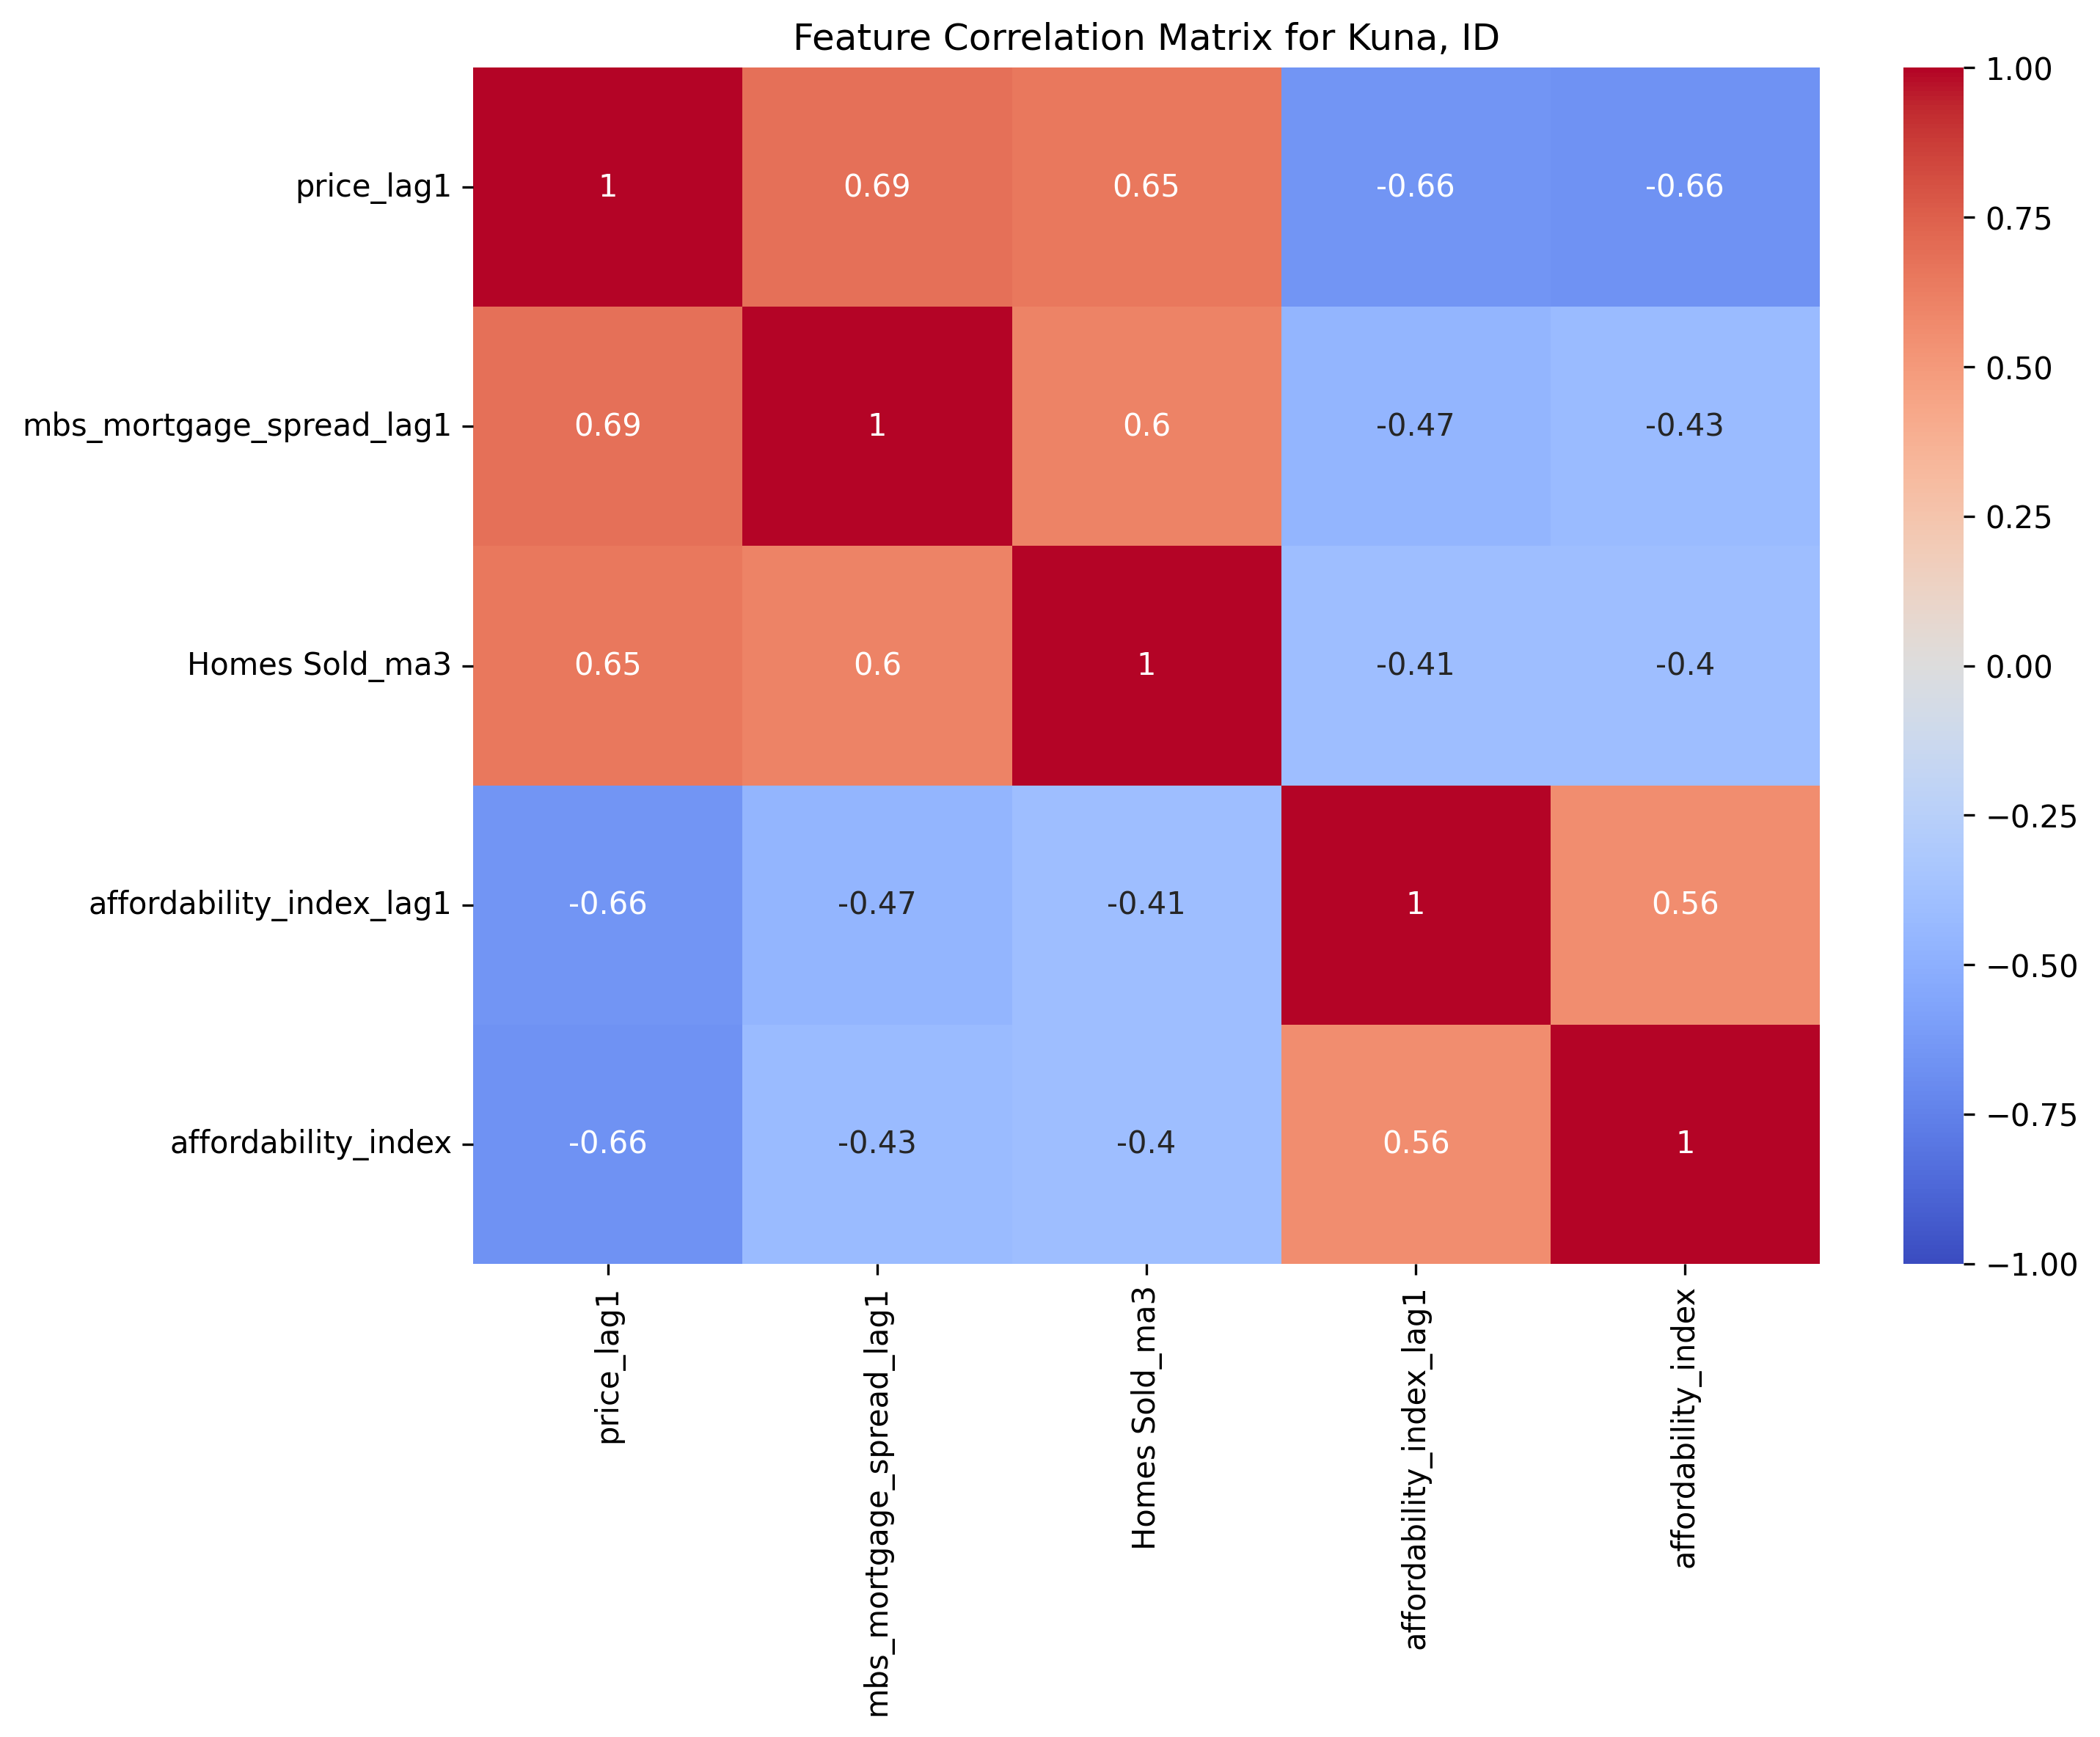 Feature Correlation Matrix for Kuna, ID
price_lag1 1 0.69 0.65 -0.66 -0.66
mbs_mortgage_spread_lag1 0.69 1 0.6 -0.47 -0.43
Homes Sold_ma3 0.65 0.6 1 -0.41 -0.4
affordability_index_lag1 -0.66 -0.47 -0.41 1 0.56
affordability_index -0.66 -0.43 -0.4 0.56 1
price_lag1
mbs_mortgage_spread_lag1
Homes Sold_ma3
affordability_index_lag1
affordability_index
1.00
0.75
0.50
0.25
0.00
−0.25
−0.50
−0.75
−1.00